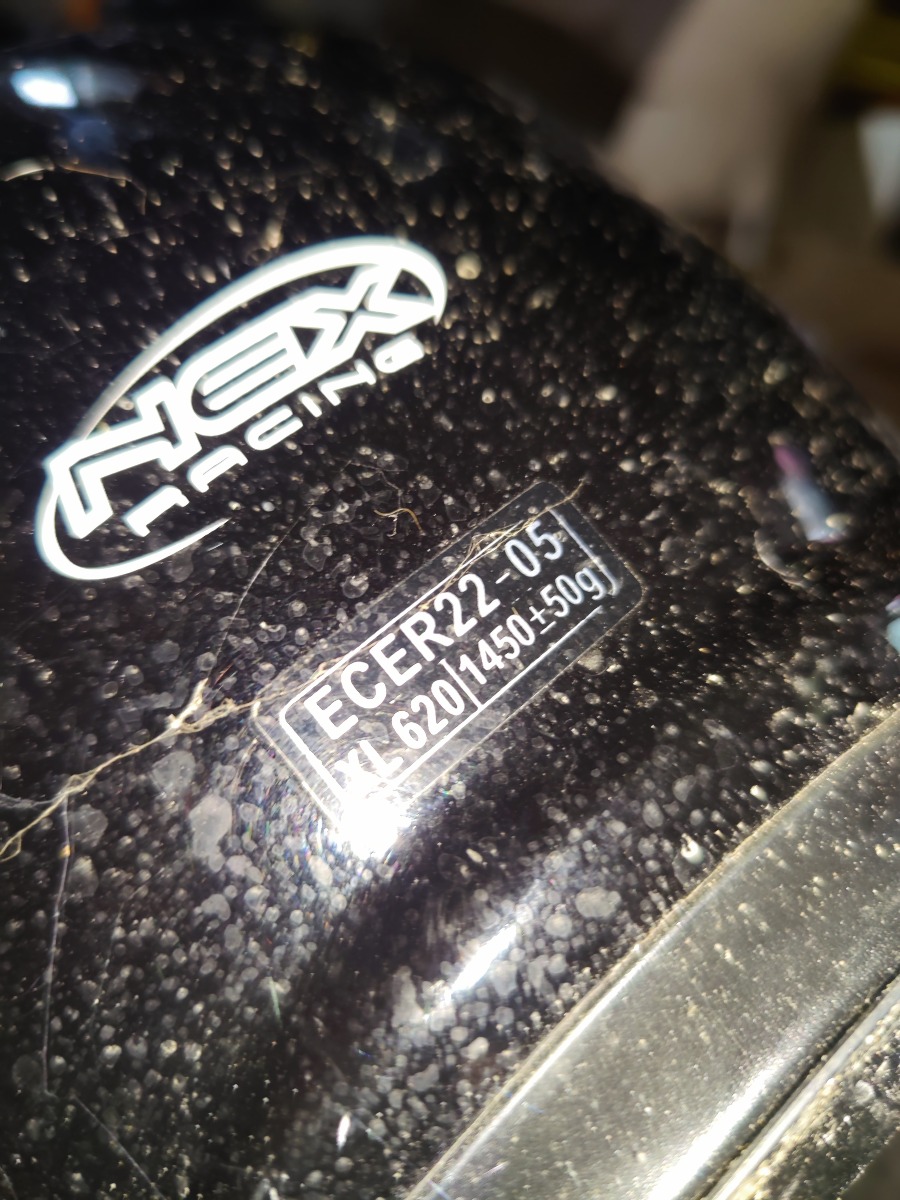 NEX
RACING
ECER22-05
XL 620|1450±50g